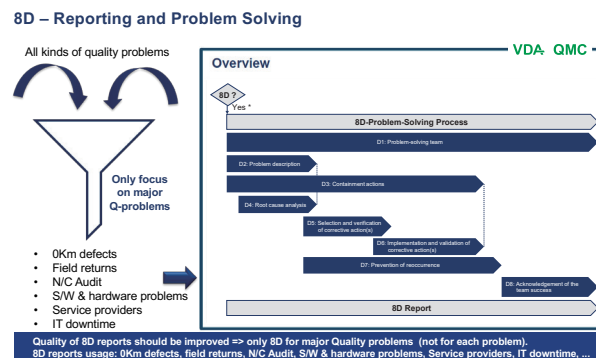 8D – Reporting and Problem Solving
All kinds of quality problems
Only focus
on major
Q-problems
• 0Km defects
• Field returns
• N/C Audit
• S/W & hardware problems
• Service providers
• IT downtime
VDA QMC
Overview
8D ?
Yes *
8D-Problem-Solving Process
D1: Problem-solving team
D2: Problem description
D3: Containment actions
D4: Root cause analysis
D5: Selection and verification
of corrective action(s)
D6: Implementation and validation of
corrective action(s)
D7: Prevention of reoccurrence
D8: Acknowledgement of the
team success
8D Report
Quality of 8D reports should be improved => only 8D for major Quality problems (not for each problem).
8D reports usage: 0Km defects, field returns, N/C Audit, S/W & hardware problems, Service providers, IT downtime, ...